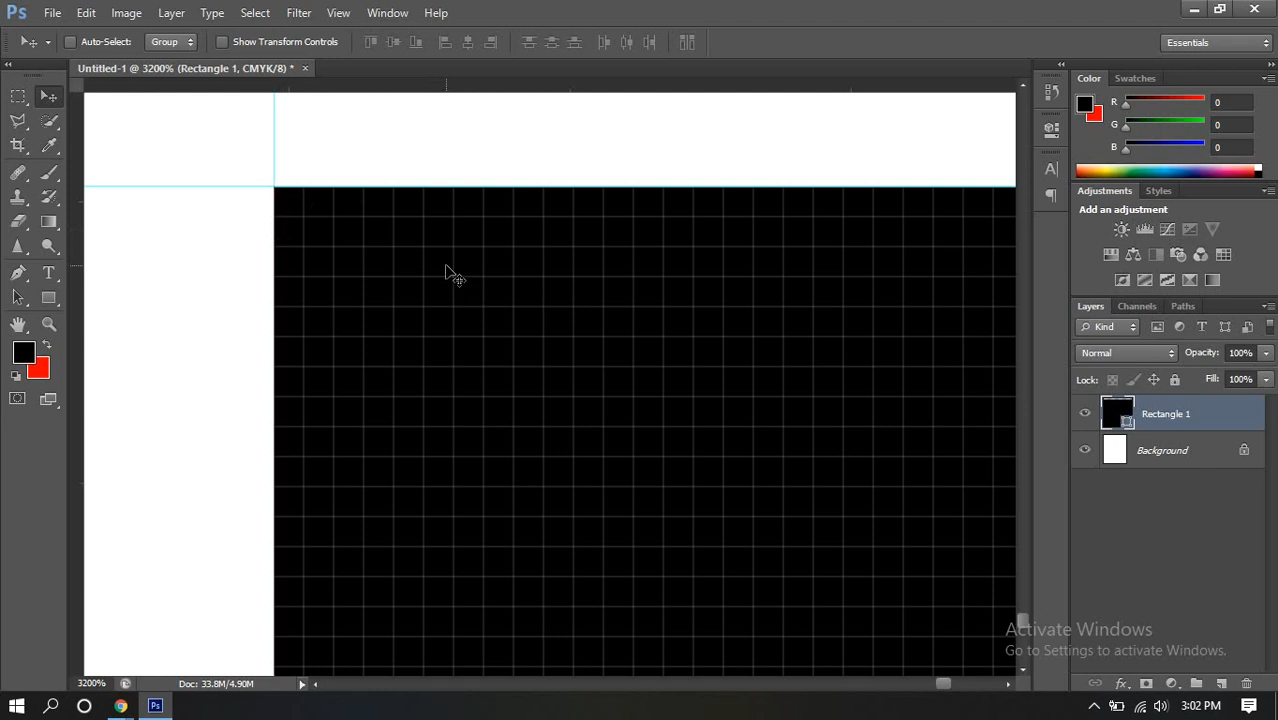 Ps File Edit Image Layer Type Select Filter View Window Help
Auto-Select: Group Show Transform Controls Essentials
Untitled-1 @ 3200% (Rectangle 1, CMYK/8) * ×
Color Swatches
R 0
G 0
B 0
Adjustments Styles
Add an adjustment
Layers Channels Paths
Kind
Normal Opacity: 100%
Lock: Fill: 100%
Rectangle 1
Background
Activate Windows
Go to Settings to activate Windows.
3200% Doc: 33.8M/4.90M
Ps 3:02 PM